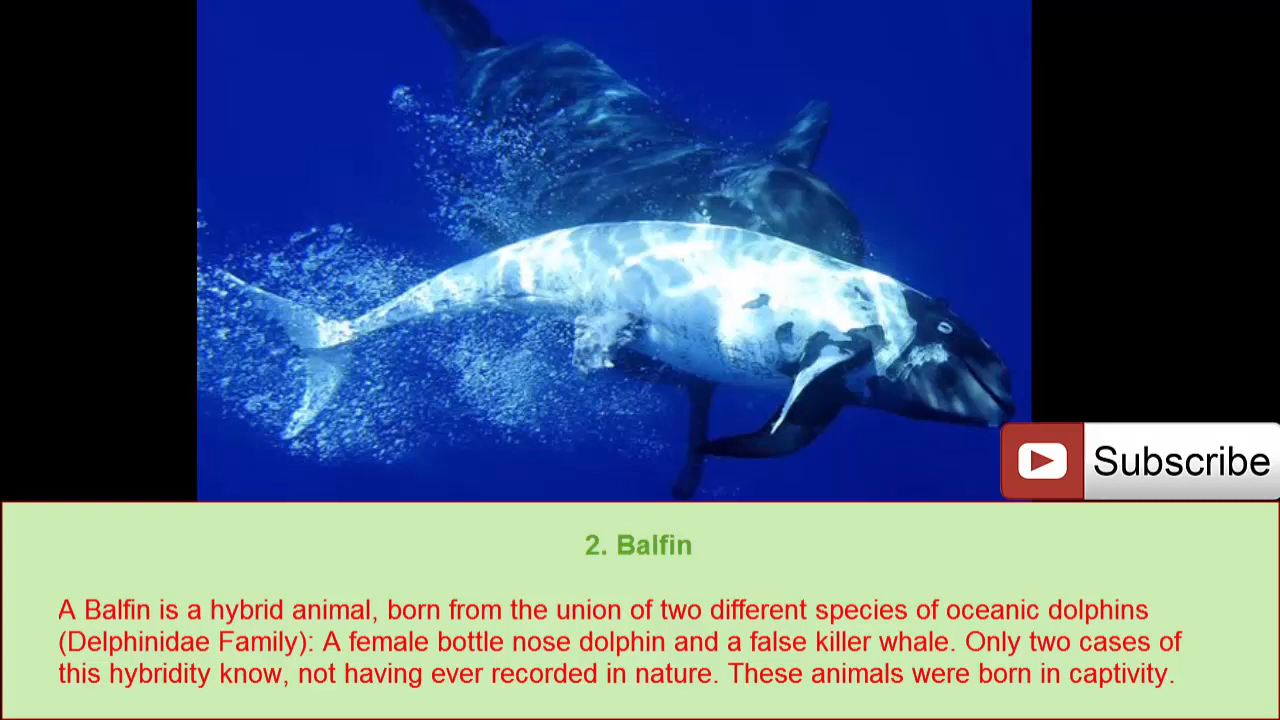 Subscribe
2. Balfin
A Balfin is a hybrid animal, born from the union of two different species of oceanic dolphins
(Delphinidae Family): A female bottle nose dolphin and a false killer whale. Only two cases of
this hybridity know, not having ever recorded in nature. These animals were born in captivity.